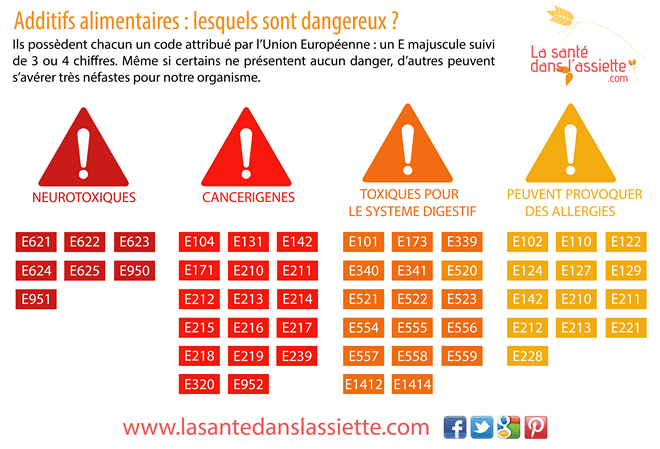 Additifs alimentaires : lesquels sont dangereux ?
Ils possèdent chacun un code attribué par l'Union Européenne : un E majuscule suivi
de 3 ou 4 chiffres. Même si certains ne présentent aucun danger, d'autres peuvent
s'avérer très néfastes pour notre organisme.
La santé
dans l'assiette
.com
NEUROTOXIQUES
E621 E622 E623
E624 E625 E950
E951
CANCERIGENES
E104 E131 E142
E171 E210 E211
E212 E213 E214
E215 E216 E217
E218 E219 E239
E320 E952
TOXIQUES POUR
LE SYSTEME DIGESTIF
E101 E173 E339
E340 E341 E520
E521 E522 E523
E554 E555 E556
E557 E558 E559
E1412 E1414
PEUVENT PROVOQUER
DES ALLERGIES
E102 E110 E122
E124 E127 E129
E142 E210 E211
E212 E213 E221
E228
www.lasantedanslassiette.com